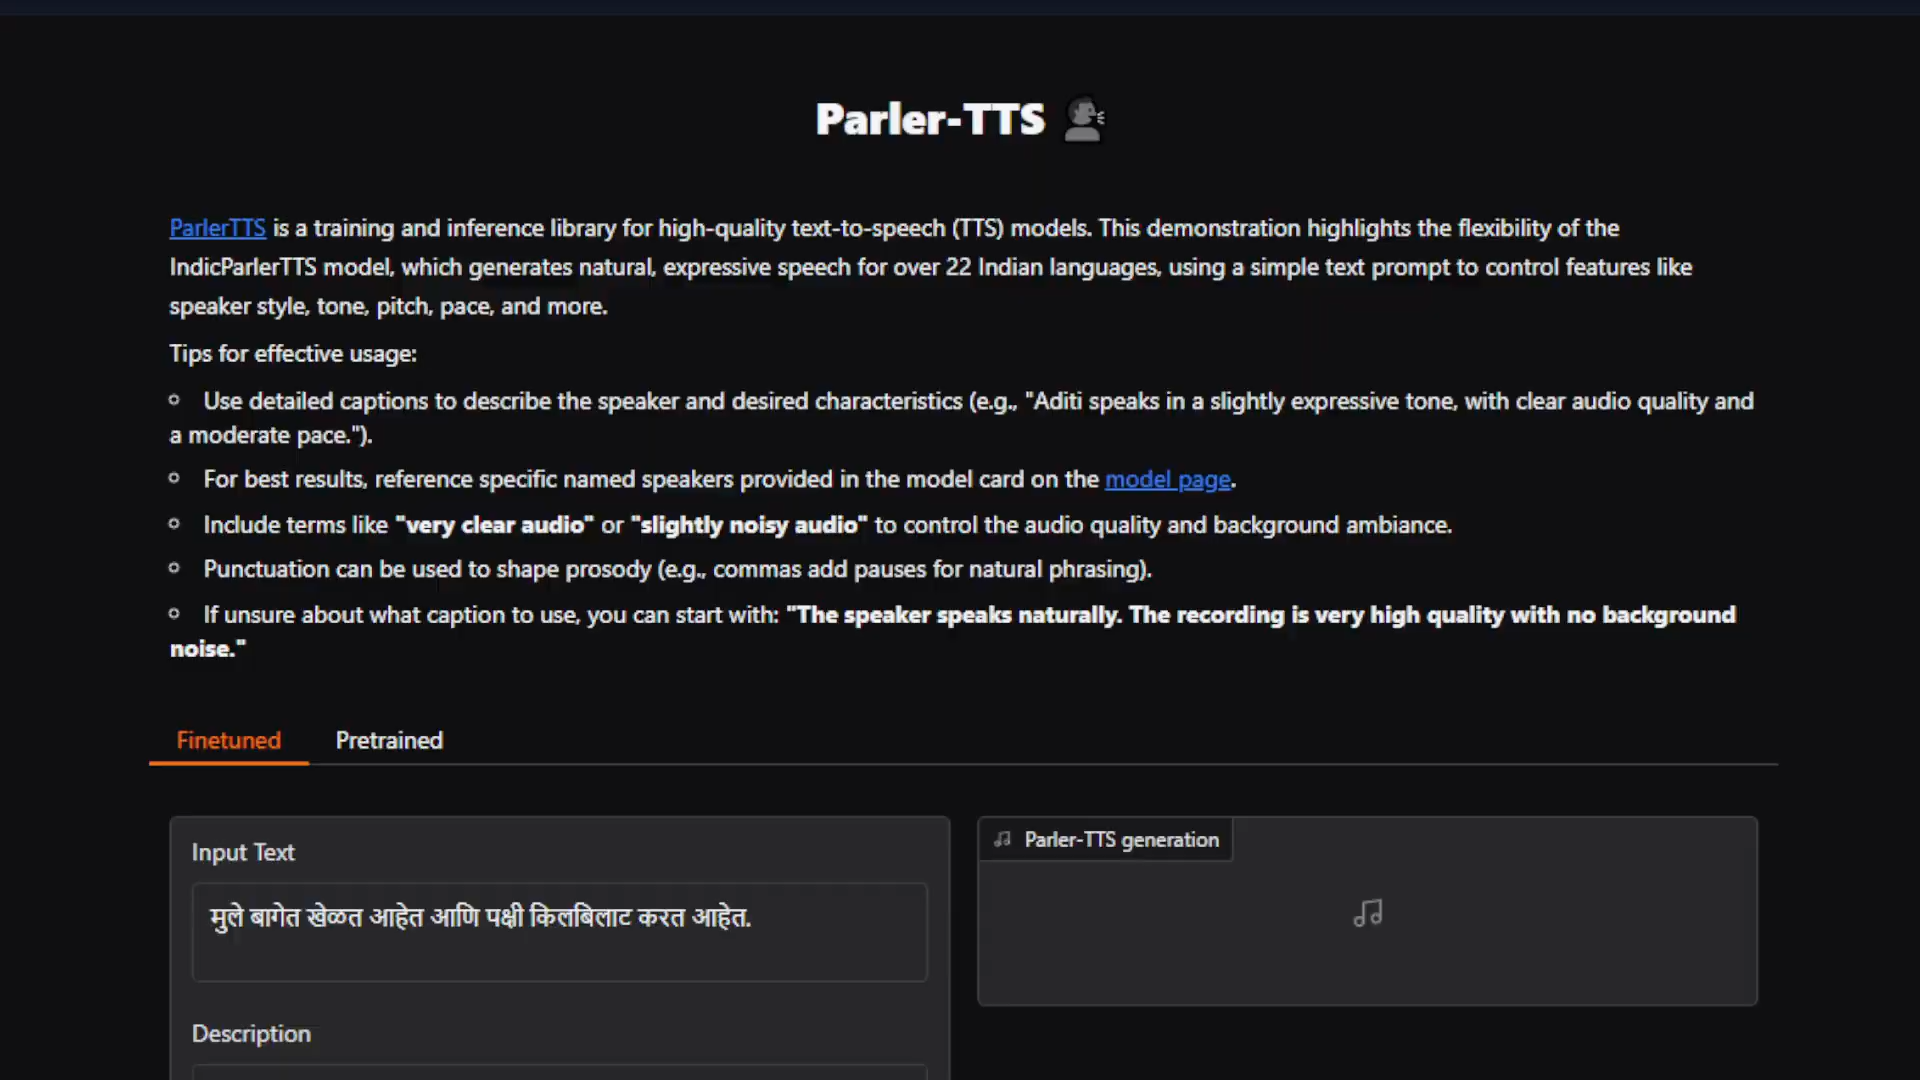 Parler-TTS
ParlerTTS is a training and inference library for high-quality text-to-speech (TTS) models. This demonstration highlights the flexibility of the
IndicParlerTTS model, which generates natural, expressive speech for over 22 Indian languages, using a simple text prompt to control features like
speaker style, tone, pitch, pace, and more.
Tips for effective usage:
Use detailed captions to describe the speaker and desired characteristics (e.g., "Aditi speaks in a slightly expressive tone, with clear audio quality and
a moderate pace.").
For best results, reference specific named speakers provided in the model card on the model page.
Include terms like "very clear audio" or "slightly noisy audio" to control the audio quality and background ambiance.
Punctuation can be used to shape prosody (e.g., commas add pauses for natural phrasing).
If unsure about what caption to use, you can start with: "The speaker speaks naturally. The recording is very high quality with no background
noise."
Finetuned Pretrained
Input Text
मुले बागेत खेळत आहेत आणि पक्षी किलबिलाट करत आहेत.
Description
Parler-TTS generation